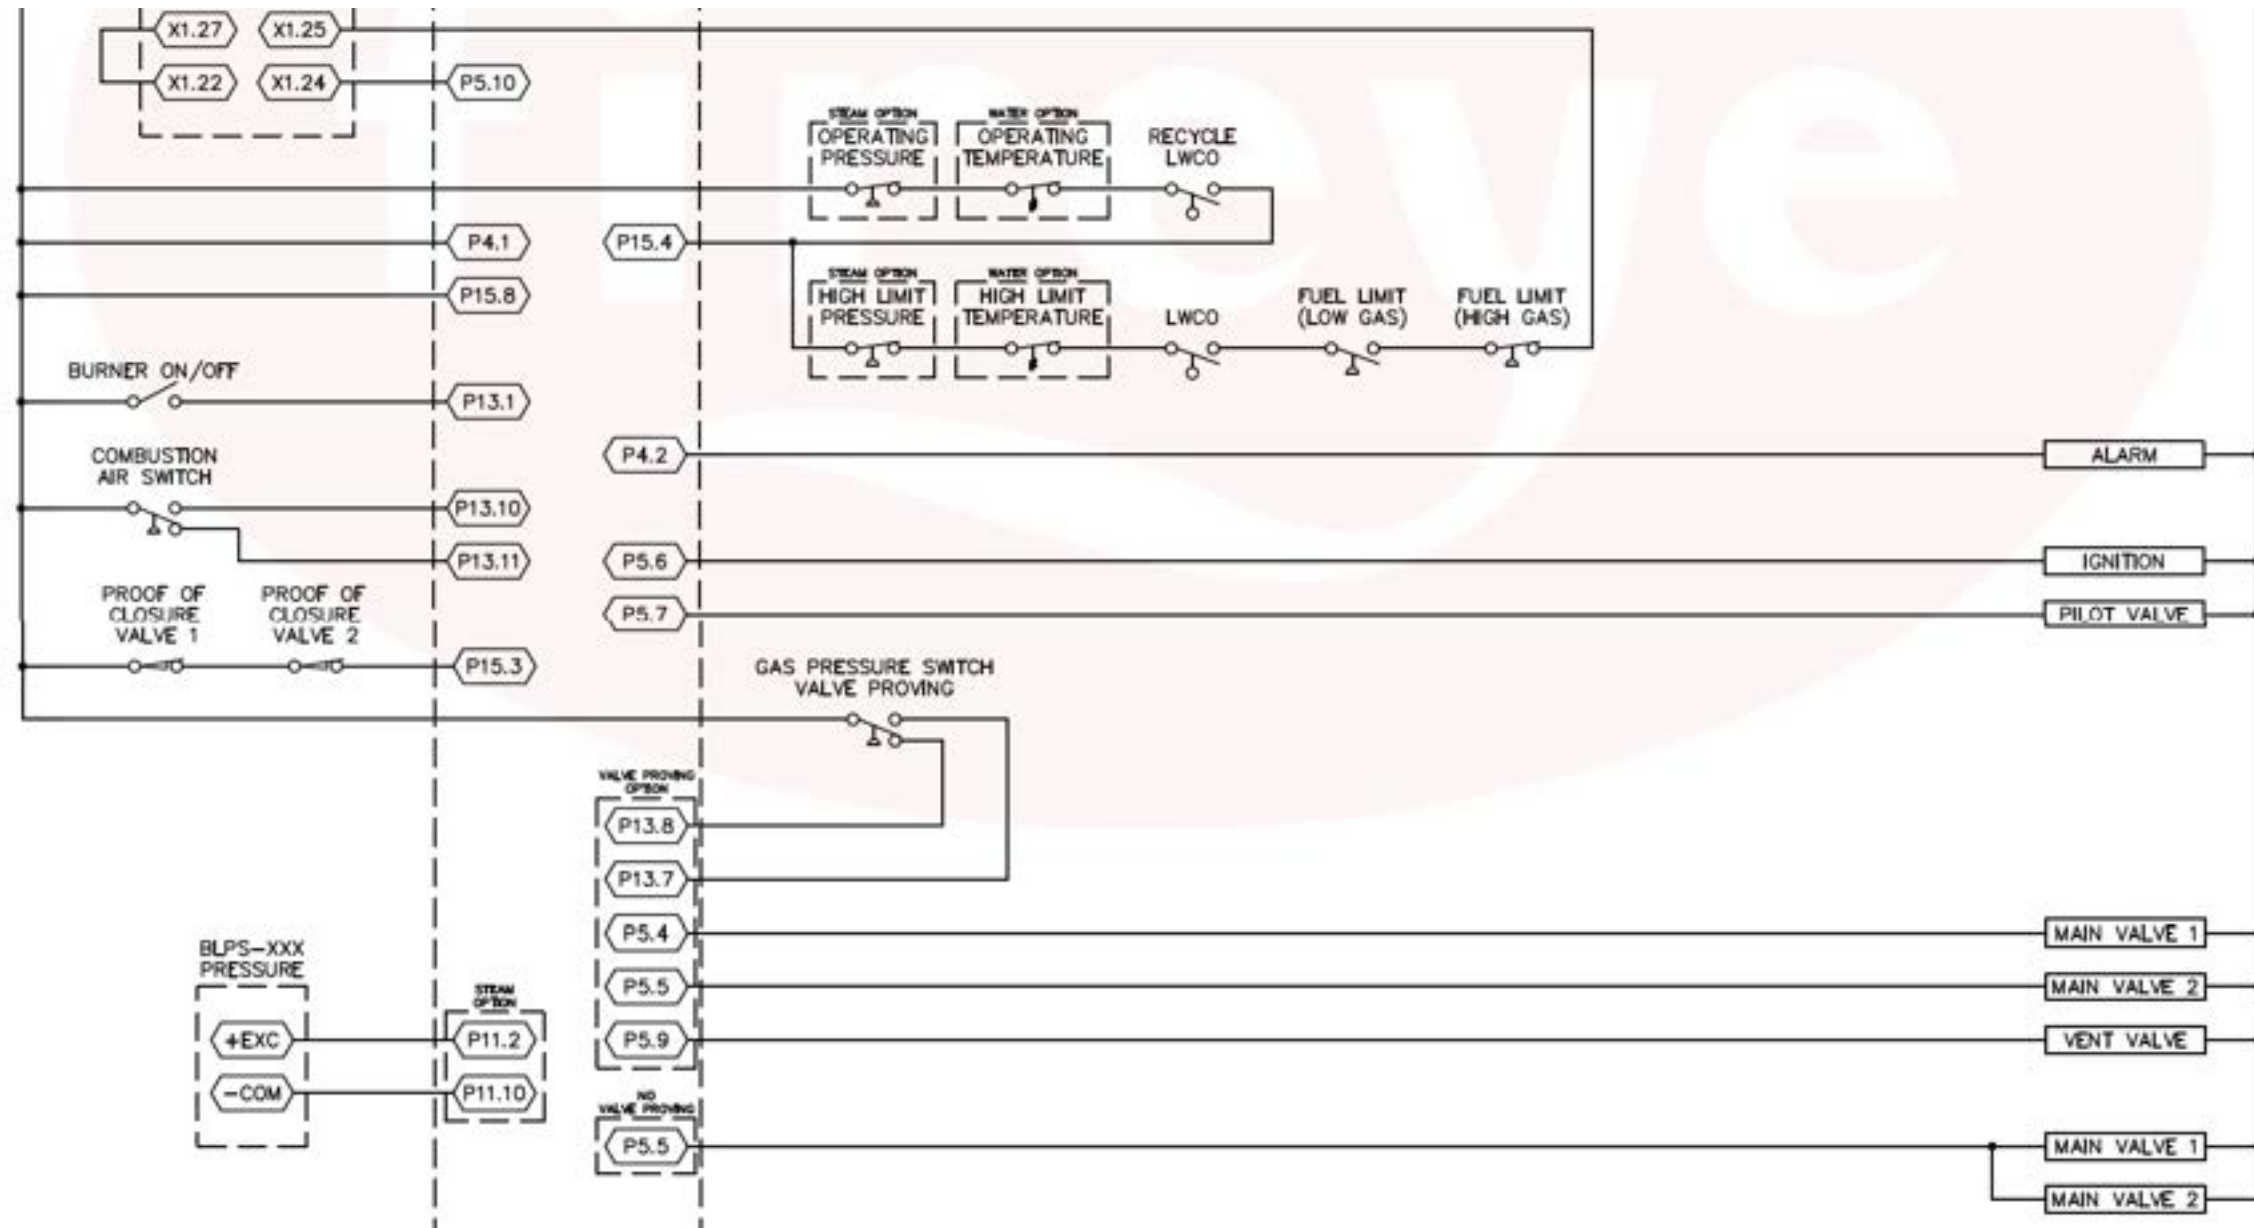 X1.27
X1.25
X1.22
X1.24
P5.10
STEAM OPTION
OPERATING
PRESSURE
WATER OPTION
OPERATING
TEMPERATURE
RECYCLE
LWCO
P4.1
P15.4
P15.8
STEAM OPTION
HIGH LIMIT
PRESSURE
WATER OPTION
HIGH LIMIT
TEMPERATURE
LWCO
FUEL LIMIT
(LOW GAS)
FUEL LIMIT
(HIGH GAS)
BURNER ON/OFF
P13.1
COMBUSTION
AIR SWITCH
P4.2
ALARM
P13.10
P13.11
P5.6
IGNITION
PROOF OF
CLOSURE
VALVE 1
PROOF OF
CLOSURE
VALVE 2
P5.7
PILOT VALVE
P15.3
GAS PRESSURE SWITCH
VALVE PROVING
VALVE PROVING
OPTION
P13.8
P13.7
P5.4
MAIN VALVE 1
BLPS-XXX
PRESSURE
P5.5
MAIN VALVE 2
STEAM
OPTION
+EXC
P11.2
P5.9
VENT VALVE
-COM
P11.10
NO
VALVE PROVING
P5.5
MAIN VALVE 1
MAIN VALVE 2
fireye